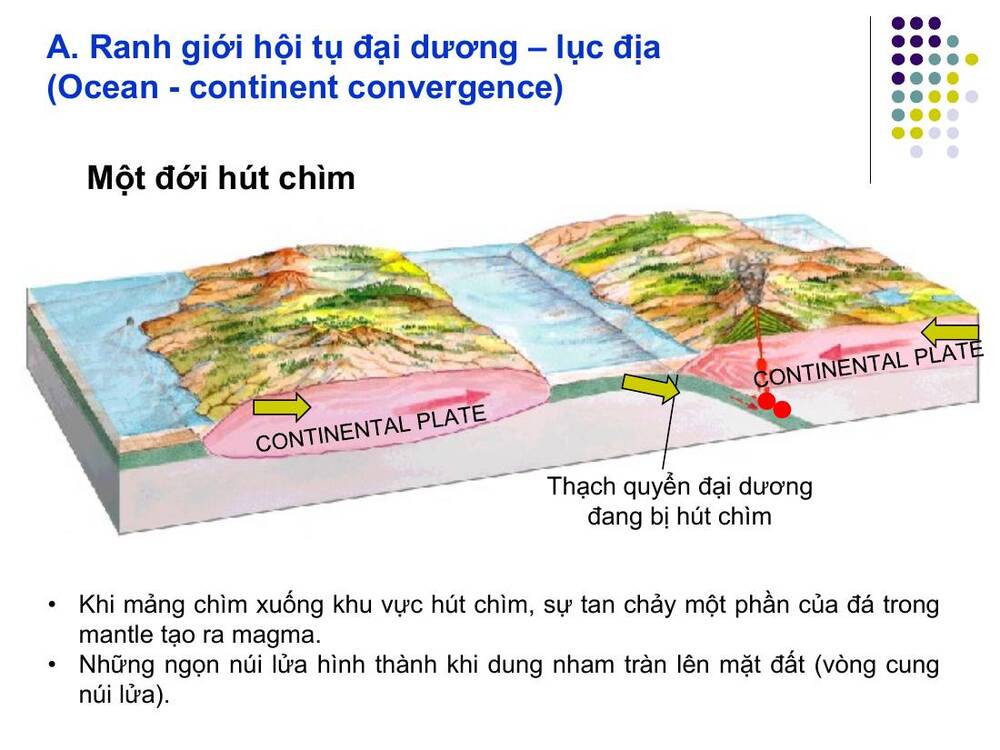 A. Ranh giới hội tụ đại dương – lục địa
(Ocean - continent convergence)
Một đới hút chìm
CONTINENTAL PLATE
CONTINENTAL PLATE
Thạch quyển đại dương
đang bị hút chìm
• Khi mảng chìm xuống khu vực hút chìm, sự tan chảy một phần của đá trong
mantle tạo ra magma.
• Những ngọn núi lửa hình thành khi dung nham tràn lên mặt đất (vòng cung
núi lửa).